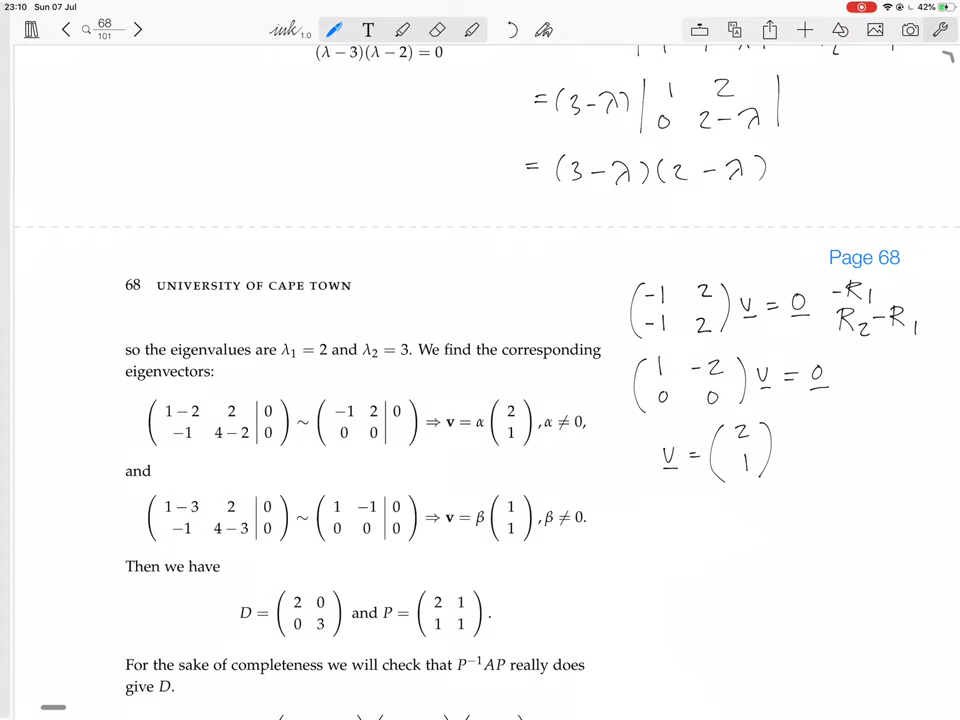 23:10 Sun 07 Jul
42%
68
101
ink 1.0
T
(λ − 3)(λ − 2) = 0
= (3 − λ) | 1 2 |
| 0 2 − λ |
= (3 − λ)(2 − λ)
Page 68
68 UNIVERSITY OF CAPE TOWN
so the eigenvalues are λ₁ = 2 and λ₂ = 3. We find the corresponding
eigenvectors:
( 1 − 2 2 | 0 ) ∼ ( −1 2 | 0 ) ⇒ v = α ( 2 ) , α ≠ 0,
( −1 4 − 2 | 0 ) ( 0 0 | ) ( 1 )
and
( 1 − 3 2 | 0 ) ∼ ( 1 −1 | 0 ) ⇒ v = β ( 1 ) , β ≠ 0.
( −1 4 − 3 | 0 ) ( 0 0 | 0 ) ( 1 )
Then we have
D = ( 2 0 ) and P = ( 2 1 ) .
( 0 3 ) ( 1 1 )
For the sake of completeness we will check that P⁻¹AP really does
give D.
( −1 2 ) v = 0 −R₁
( −1 2 ) R₂ − R₁
( 1 −2 ) v = 0
( 0 0 )
v = ( 2 )
( 1 )